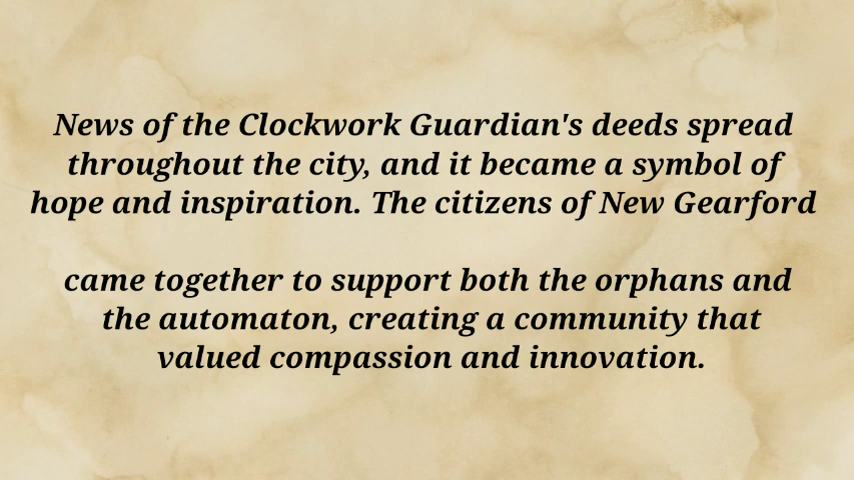 News of the Clockwork Guardian's deeds spread
throughout the city, and it became a symbol of
hope and inspiration. The citizens of New Gearford
came together to support both the orphans and
the automaton, creating a community that
valued compassion and innovation.